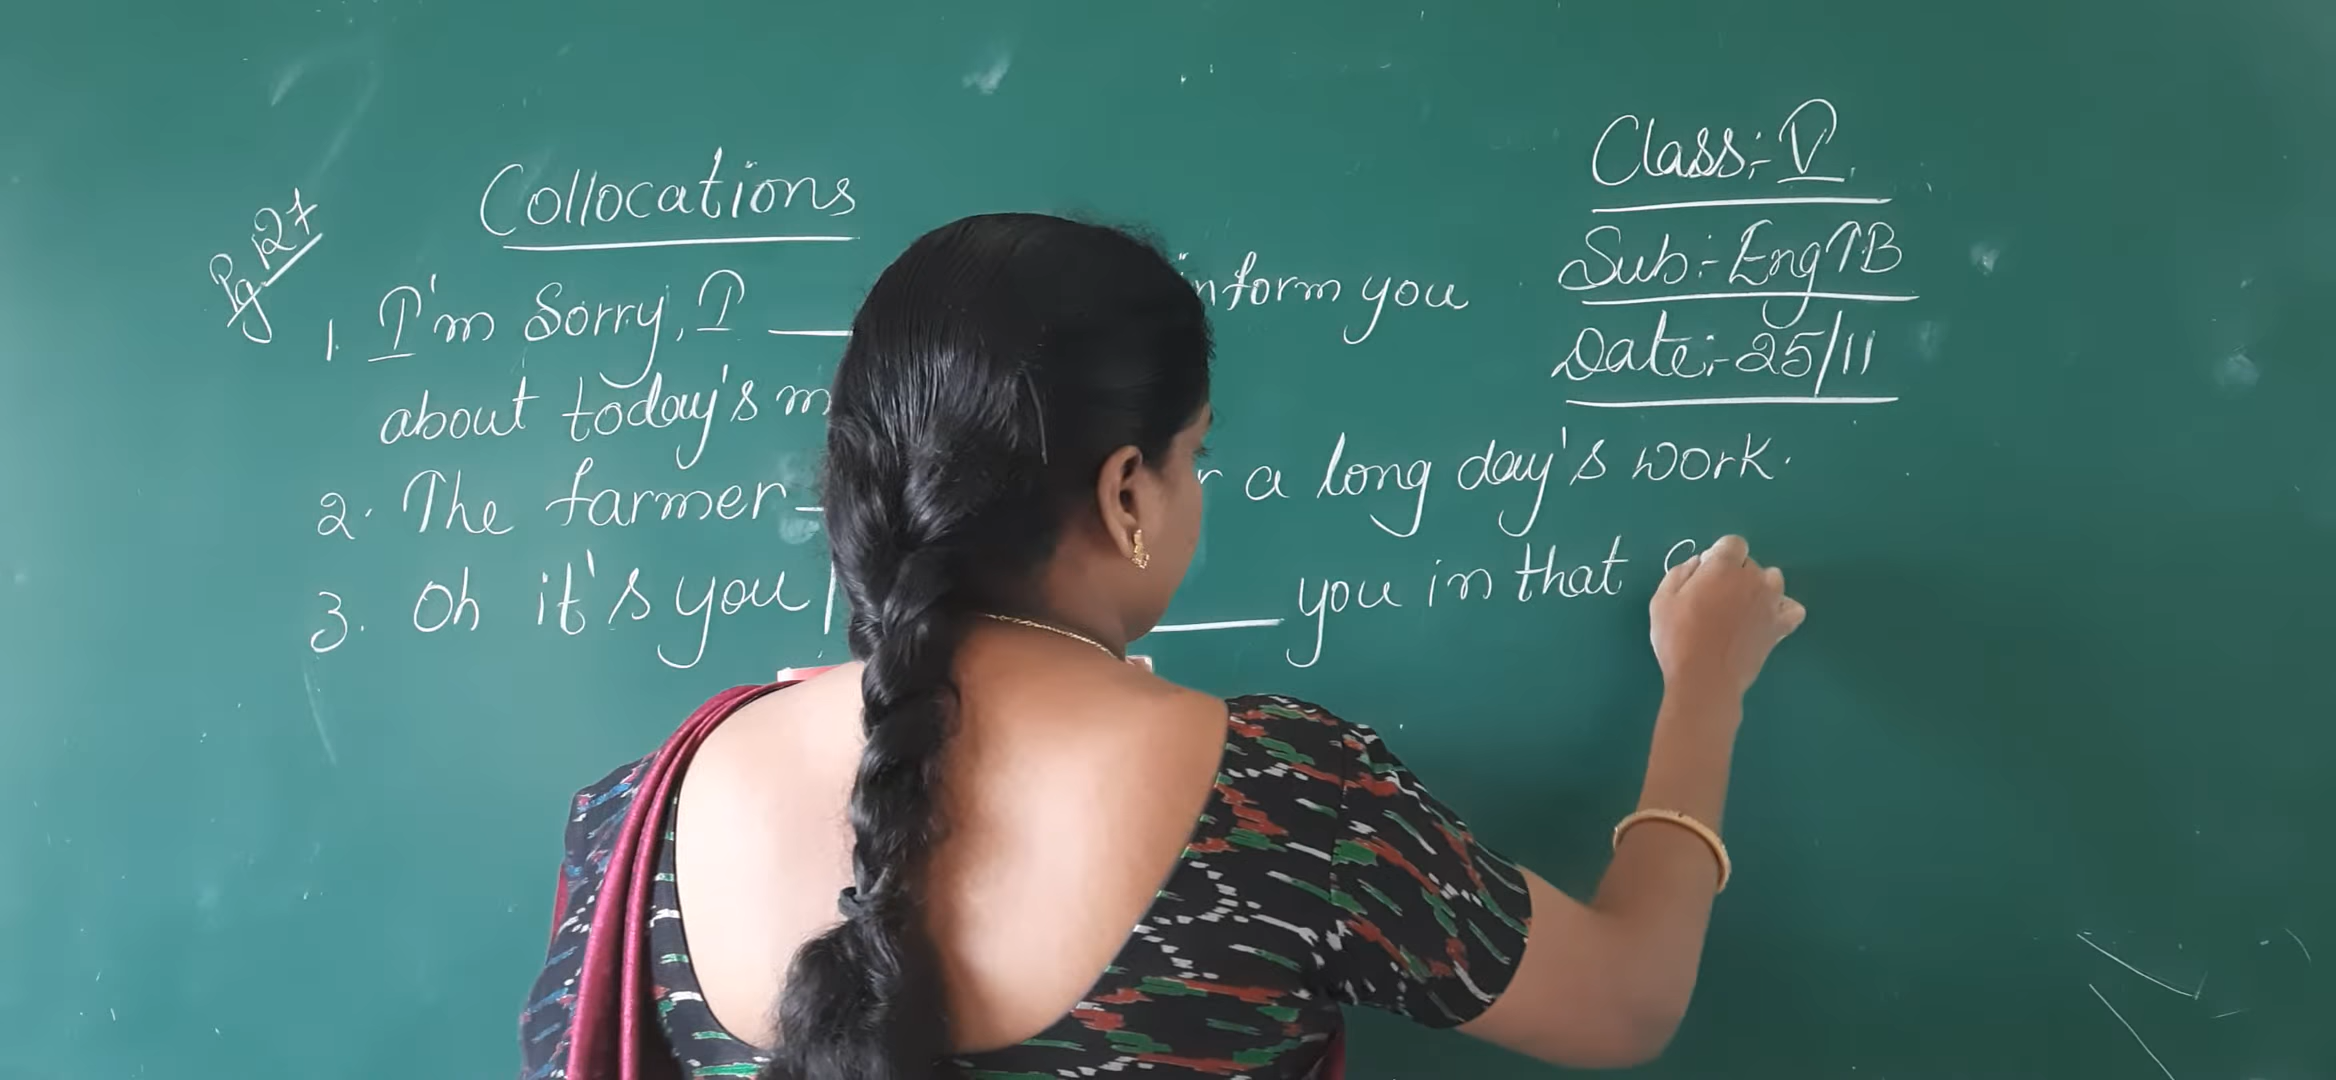 Class:- V
Collocations
Sub:- Eng TB
Pg 127
Date:- 25/11
1. I'm Sorry, I ___ inform you
about today's m
2. The farmer ___ r a long day's work.
3. Oh it's you ! ___ you in that